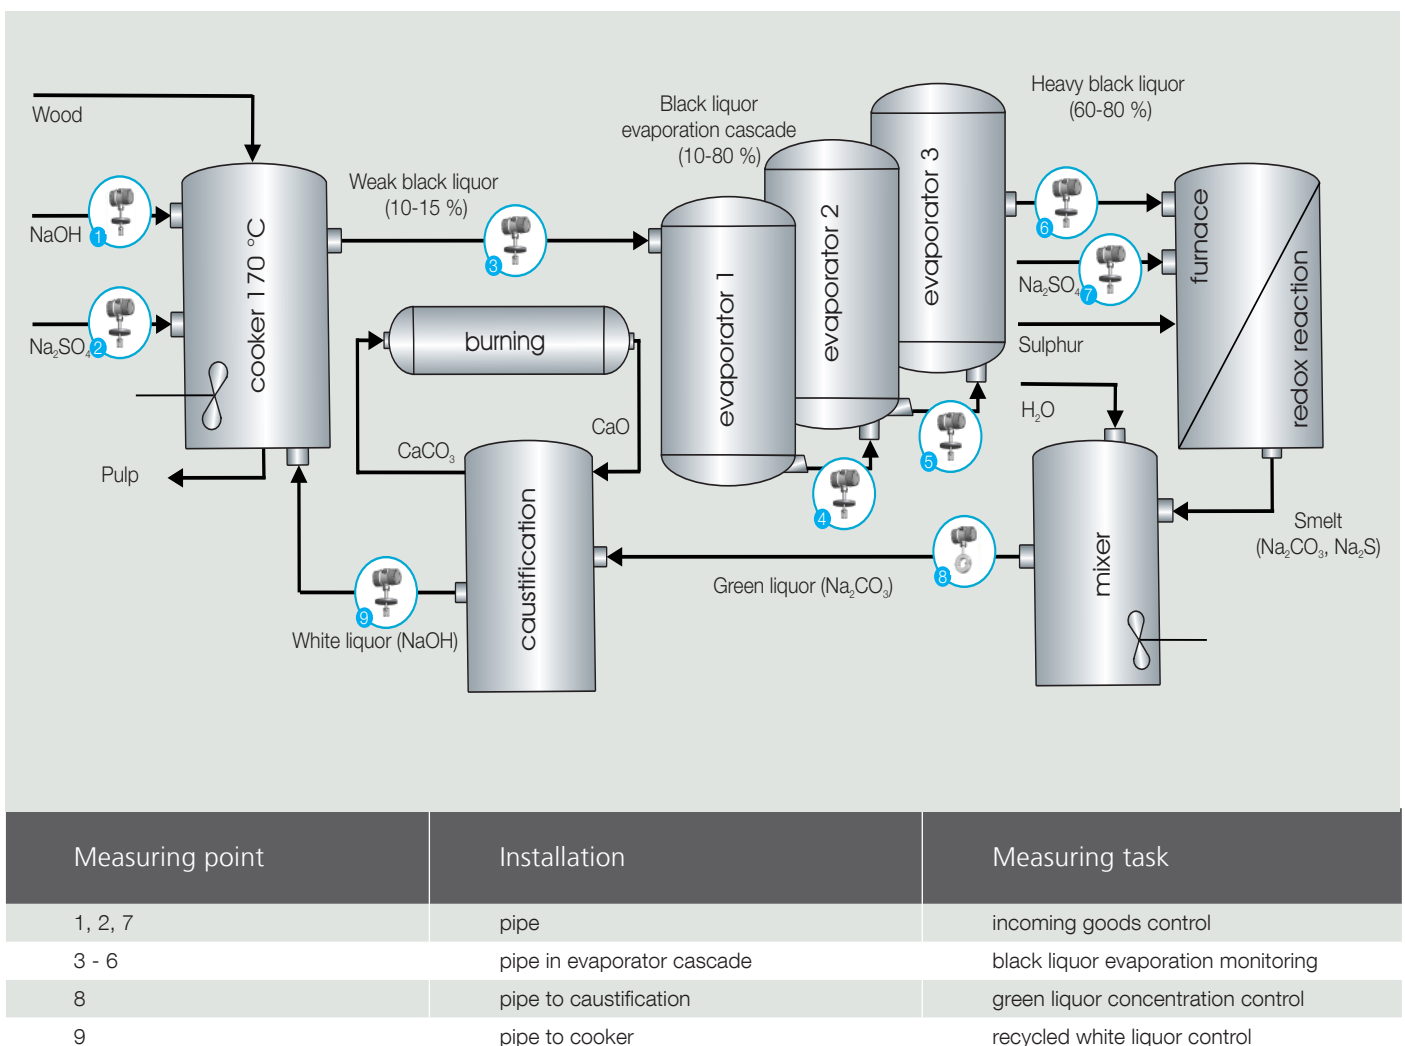 Wood
NaOH
1
Na₂SO₄
2
cooker 170 °C
Pulp
Weak black liquor
(10-15 %)
3
burning
CaCO₃
CaO
caustification
9
White liquor (NaOH)
Black liquor
evaporation cascade
(10-80 %)
evaporator 1
evaporator 2
evaporator 3
4
5
Heavy black liquor
(60-80 %)
6
Na₂SO₄
7
Sulphur
H₂O
furnace
redox reaction
Smelt
(Na₂CO₃, Na₂S)
mixer
8
Green liquor (Na₂CO₃)
Measuring point Installation Measuring task
1, 2, 7 pipe incoming goods control
3 - 6 pipe in evaporator cascade black liquor evaporation monitoring
8 pipe to caustification green liquor concentration control
9 pipe to cooker recycled white liquor control